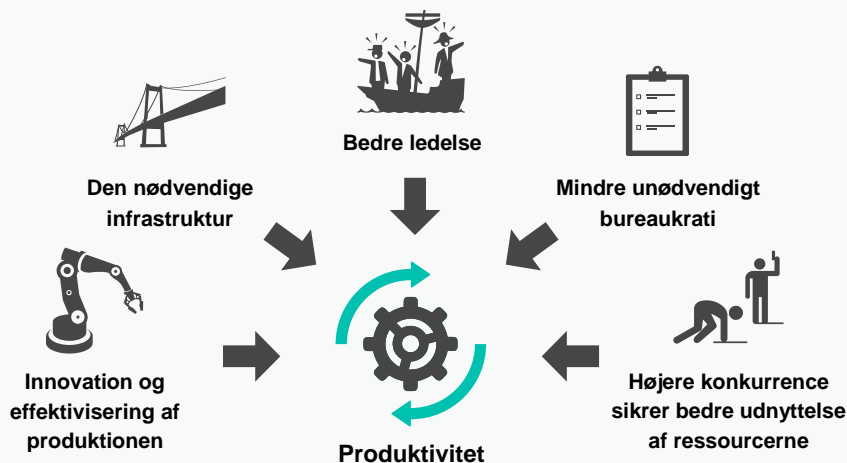 Bedre ledelse
Den nødvendige
infrastruktur
Mindre unødvendigt
bureaukrati
Innovation og
effektivisering af
produktionen
Højere konkurrence
sikrer bedre udnyttelse
af ressourcerne
Produktivitet